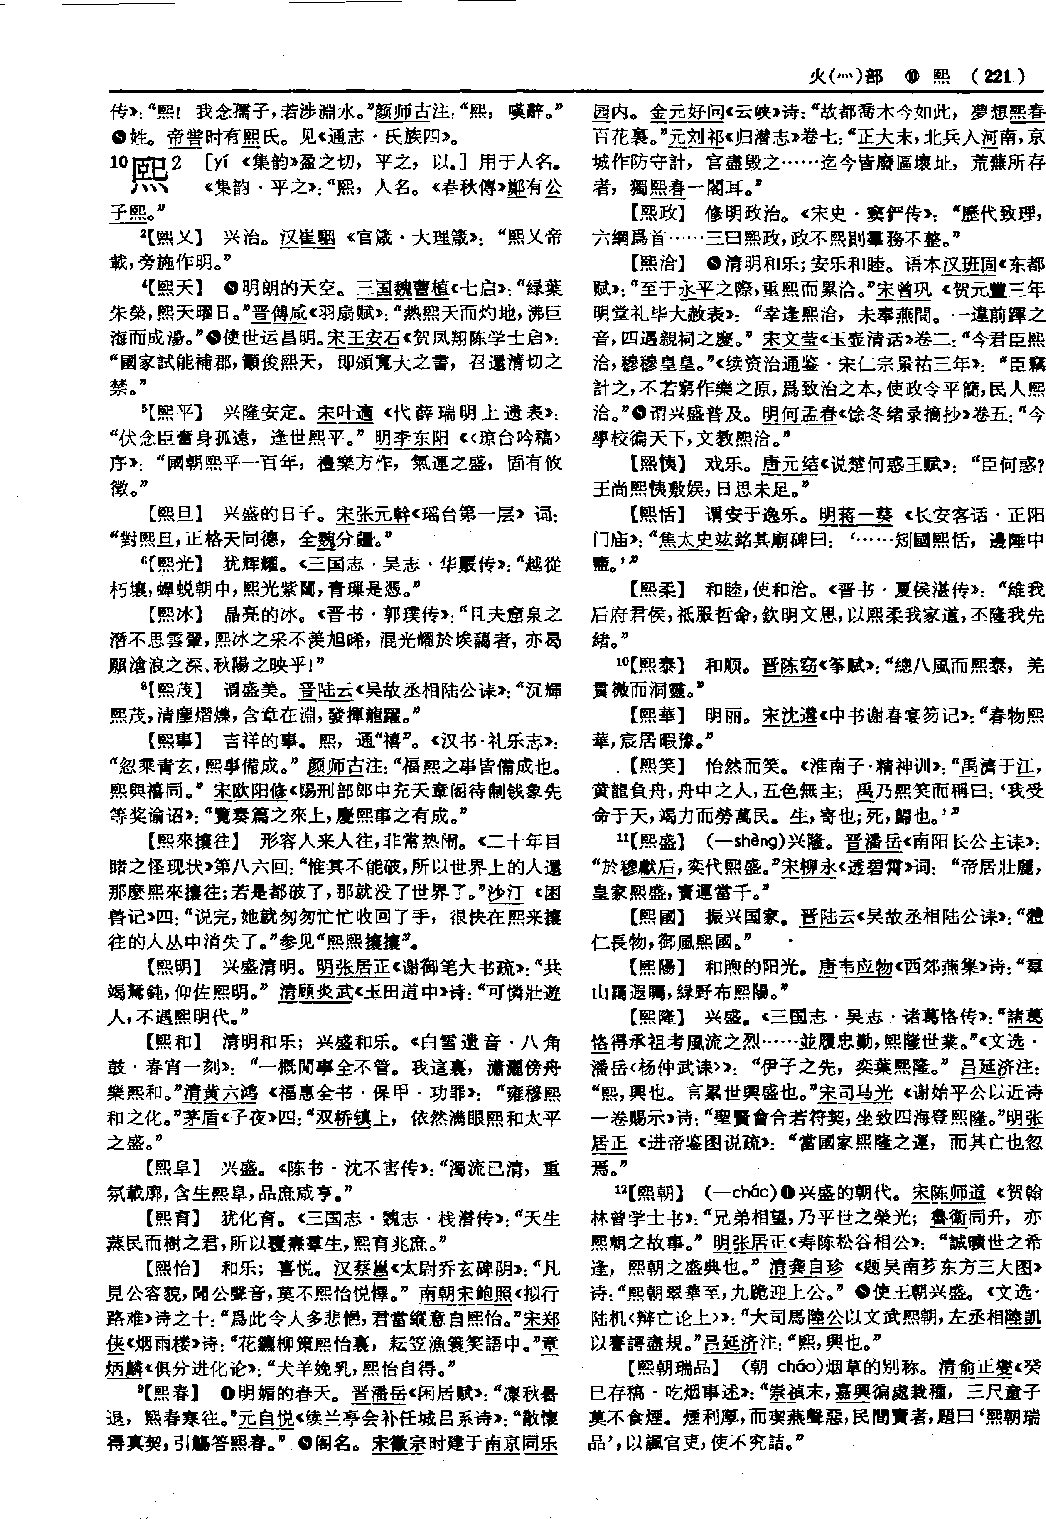 火(灬)部 ⑩ 熙 (221)
传》:“熙!我念孺子,若涉淵水。”颜师古注:“熙,嘆辭。”
❾姓。帝喾时有熙氏。见《通志·氏族四》。
10熙2 [yí《集韵》盈之切,平之,以。]用于人名。
《集韵·平之》:“熙,人名。《春秋傳》鄭有公
子熙。”
²【熙乂】 兴治。汉崔駰《官箴·大理箴》:“熙乂帝
載,旁施作明。”
⁴【熙天】 ❶明朗的天空。三国魏曹植《七启》:“緑葉
朱榮,熙天曜日。”晋傅咸《羽扇赋》:“熱熙天而灼地,沸巨
海而成湯。”❷使世运昌明。宋王安石《贺凤翔陈学士启》:
“國家試能補郡,顯俊熙天,即頒寬大之書,召還清切之
禁。”
⁵【熙平】 兴隆安定。宋叶適《代薛瑞明上遗表》:
“伏念臣奮身孤遠,逢世熙平。”明李东阳《〈琼台吟稿〉
序》:“國朝熙平一百年,禮樂方作,氣運之盛,固有攸
徵。”
【熙旦】 兴盛的日子。宋张元幹《瑶台第一层》词:
“對熙旦,正格天同德,全魏分疆。”
⁶【熙光】 犹辉耀。《三国志·吴志·华覈传》:“越從
朽壤,蟬蜕朝中,熙光紫闥,青璅是憑。”
【熙冰】 晶亮的冰。《晋书·郭璞传》:“且夫窟泉之
潛不思雲翬,熙冰之采不羡旭晞,混光曜於埃藹者,亦曷
願滄浪之深、秋陽之映乎!”
⁸【熙茂】 谓盛美。晋陆云《吴故丞相陆公诔》:“沉輝
熙茂,清塵熠爍,含章在淵,發揮龍躍。”
【熙事】 吉祥的事。熙,通“禧”。《汉书·礼乐志》:
“忽乘青玄,熙事備成。”颜师古注:“福熙之事皆備成也。
熙與禧同。”宋欧阳修《赐刑部郎中充天章阁待制钱象先
等奖谕诏》:“覽奏篇之來上,慶熙事之有成。”
【熙來攘往】 形容人来人往,非常热闹。《二十年目
睹之怪现状》第八六回:“惟其不能破,所以世界上的人還
那麽熙來攘往;若是都破了,那就没了世界了。”沙汀《困
兽记》四:“说完,她就匆匆忙忙收回了手,很快在熙来攘
往的人丛中消失了。”参见“熙熙攘攘”。
【熙明】 兴盛清明。明张居正《谢御笔大书疏》:“共
竭駑鈍,仰佐熙明。”清顾炎武《玉田道中》诗:“可憐壯遊
人,不遇熙明代。”
【熙和】 清明和乐;兴盛和乐。《白雪遗音·八角
鼓·春宵一刻》:“一概閒事全不管。我這裏,瀟灑傍舟
樂熙和。”清黄六鸿《福惠全书·保甲·功罪》:“雍穆熙
和之化。”茅盾《子夜》四:“双桥镇上,依然满眼熙和太平
之盛。”
【熙阜】 兴盛。《陈书·沈不害传》:“濁流已清,重
氛載廓,含生熙阜,品庶咸亨。”
【熙育】 犹化育。《三国志·魏志·栈潜传》:“天生
蒸民而樹之君,所以覆燾羣生,熙育兆庶。”
【熙怡】 和乐;喜悦。汉蔡邕《太尉乔玄碑阴》:“凡
見公容貌,聞公聲音,莫不熙怡悦懌。”南朝宋鲍照《拟行
路难》诗之十:“爲此令人多悲悒,君當縱意自熙怡。”宋郑
侠《烟雨楼》诗:“花鑣柳策熙怡裏,耘笠漁簑笑語中。”章
炳麟《俱分进化论》:“犬羊娩乳,熙怡自得。”
⁹【熙春】 ❶明媚的春天。晋潘岳《闲居赋》:“凜秋暑
退,熙春寒往。”元自悦《续兰亭会补任城吕系诗》:“散懷
得真契,引觴答熙春。”❷阁名。宋徽宗时建于南京同乐
园内。金元好问《云峡》诗:“故都喬木今如此,夢想熙春
百花裏。”元刘祁《归潜志》卷七:“正大末,北兵入河南,京
城作防守計,官盡毁之……迄今皆廢區壞址,荒蕪所存
者,獨熙春一閣耳。”
【熙政】 修明政治。《宋史·窦俨传》:“歷代致理,
六綱爲首……三曰熙政,政不熙則羣務不整。”
【熙洽】 ❶清明和乐;安乐和睦。语本汉班固《东都
赋》:“至于永平之際,重熙而累洽。”宋曾巩《贺元豐三年
明堂礼毕大赦表》:“幸逢熙洽,未奉燕閒。一違前蹕之
音,四遇親祠之慶。”宋文莹《玉壶清话》卷二:“今君臣熙
洽,穆穆皇皇。”《续资治通鉴·宋仁宗景祐三年》:“臣竊
計之,不若窮作樂之原,爲致治之本,使政令平簡,民人熙
洽。”❷谓兴盛普及。明何孟春《馀冬绪录摘抄》卷五:“今
學校徧天下,文教熙洽。”
【熙恞】 戏乐。唐元结《说楚何惑王赋》:“臣何惑?
王尚熙恞敷娱,日思未足。”
【熙恬】 谓安于逸乐。明蒋一葵《长安客话·正阳
门庙》:“焦太史竑銘其廟碑曰:‘……矧國熙恬,邊陲中
蠱。’”
【熙柔】 和睦,使和洽。《晋书·夏侯湛传》:“雖我
后府君侯,祗服哲命,欽明文思,以熙柔我家道,丕隆我先
緒。”
¹⁰【熙泰】 和顺。晋陈窈《筝赋》:“總八風而熙泰,羌
貫微而洞靈。”
【熙華】 明丽。宋沈遘《中书谢春宴笏记》:“春物熙
華,宸居暇豫。”
【熙笑】 怡然而笑。《淮南子·精神训》:“禹濟于江,
黄龍負舟,舟中之人,五色無主;禹乃熙笑而稱曰:‘我受
命于天,竭力而勞萬民。生,寄也;死,歸也。’”
¹¹【熙盛】 (—shèng)兴隆。晋潘岳《南阳长公主诔》:
“於穆獻后,奕代熙盛。”宋柳永《透碧霄》词:“帝居壯麗,
皇家熙盛,寶運當千。”
【熙國】 振兴国家。晋陆云《吴故丞相陆公诔》:“體
仁長物,御風熙國。”
【熙陽】 和煦的阳光。唐韦应物《西郊燕集》诗:“羣
山靄遐矚,緑野布熙陽。”
【熙隆】 兴盛。《三国志·吴志·诸葛恪传》:“諸葛
恪得承祖考風流之烈……並履忠勤,熙隆世業。”《文选·
潘岳〈杨仲武诔〉》:“伊子之先,奕葉熙隆。”吕延济注:
“熙,興也。言累世興盛也。”宋司马光《谢始平公以近诗
一卷赐示》诗:“聖賢會合若符契,坐致四海登熙隆。”明张
居正《进帝鉴图说疏》:“當國家熙隆之運,而其亡也忽
焉。”
¹²【熙朝】 (—cháo)❶兴盛的朝代。宋陈师道《贺翰
林曾学士书》:“兄弟相望,乃平世之榮光;魯衛同升,亦
熙朝之故事。”明张居正《寿陈松谷相公》:“誠曠世之希
逢,熙朝之盛典也。”清龚自珍《题吴南芗东方三大图》
诗:“熙朝翠華至,九跪迎上公。”❷使王朝兴盛。《文选·
陆机〈辩亡论上〉》:“大司馬陸公以文武熙朝,左丞相陸凱
以謇諤盡規。”吕延济注:“熙,興也。”
【熙朝瑞品】 (朝 cháo)烟草的别称。清俞正燮《癸
巳存稿·吃烟事述》:“崇禎末,嘉興徧處栽種,三尺童子
莫不食煙。煙利厚,而耎燕聲惡,民間賣者,題曰‘熙朝瑞
品’,以諷官吏,使不究詰。”